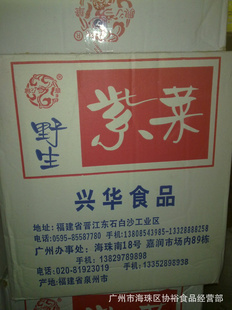 野生
紫菜
兴华食品
地址：福建省晋江东石白沙工业区
电话：0595-85587780 手机：13808543985-13328888258
广州办事处：海珠南18号 嘉润市场内89栋
手机：13829789898
电话：020-81923019 手机：13352898938
产地：福建省泉州市
广州市海珠区协裕食品经营部